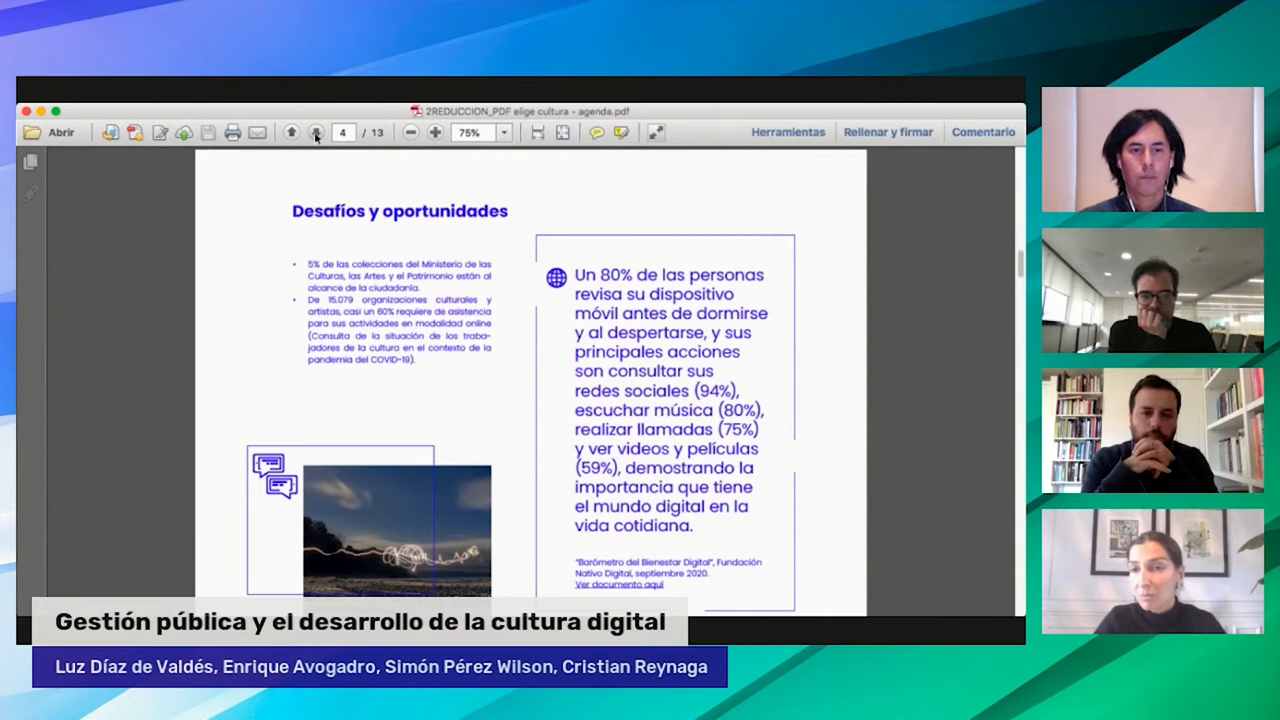 2REDUCCION_PDF elige cultura - agenda.pdf
Abrir
4 / 13
75%
Herramientas
Rellenar y firmar
Comentario
Desafíos y oportunidades
• 5% de las colecciones del Ministerio de las
Culturas, las Artes y el Patrimonio están al
alcance de la ciudadanía.
• De 15.079 organizaciones culturales y
artistas, casi un 60% requiere de asistencia
para sus actividades en modalidad online
(Consulta de la situación de los traba-
jadores de la cultura en el contexto de la
pandemia del COVID-19).
Un 80% de las personas
revisa su dispositivo
móvil antes de dormirse
y al despertarse, y sus
principales acciones
son consultar sus
redes sociales (94%),
escuchar música (80%),
realizar llamadas (75%)
y ver videos y películas
(59%), demostrando la
importancia que tiene
el mundo digital en la
vida cotidiana.
"Barómetro del Bienestar Digital", Fundación
Nativo Digital, septiembre 2020.
Ver documento aquí
Gestión pública y el desarrollo de la cultura digital
Luz Díaz de Valdés, Enrique Avogadro, Simón Pérez Wilson, Cristian Reynaga